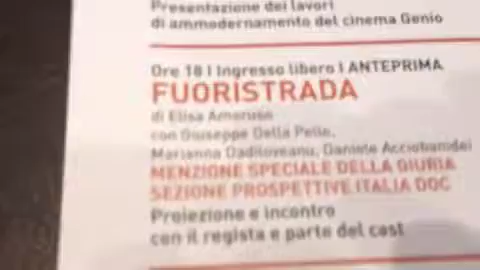 Presentazione dei lavori
di ammodernamento del cinema Genio
Ore 18 | Ingresso libero | ANTEPRIMA
FUORISTRADA
di Elisa Amoruso
con Giuseppe Della Pelle,
Marianna Dadiloveanu, Daniele Acciobandei
MENZIONE SPECIALE DELLA GIURIA
SEZIONE PROSPETTIVE ITALIA DOC
Proiezione e incontro
con il regista e parte del cast